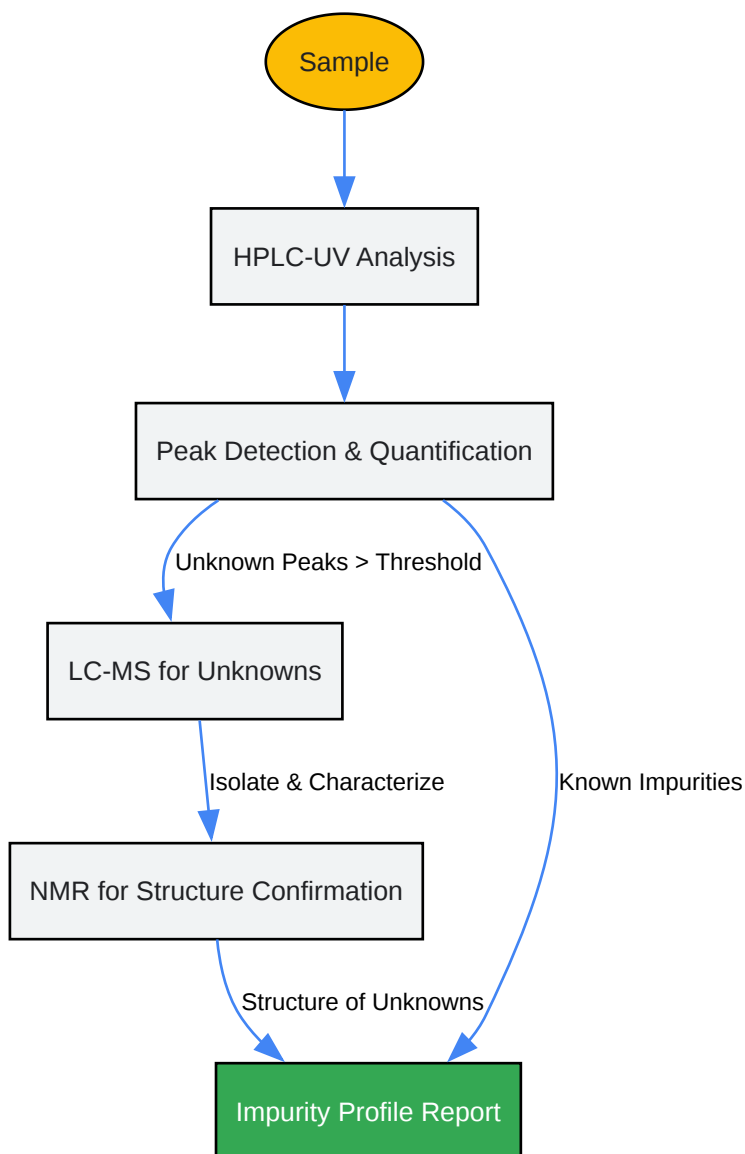 Sample
HPLC-UV Analysis
Peak Detection & Quantification
Unknown Peaks > Threshold
LC-MS for Unknowns
Isolate & Characterize
Known Impurities
NMR for Structure Confirmation
Structure of Unknowns
Impurity Profile Report